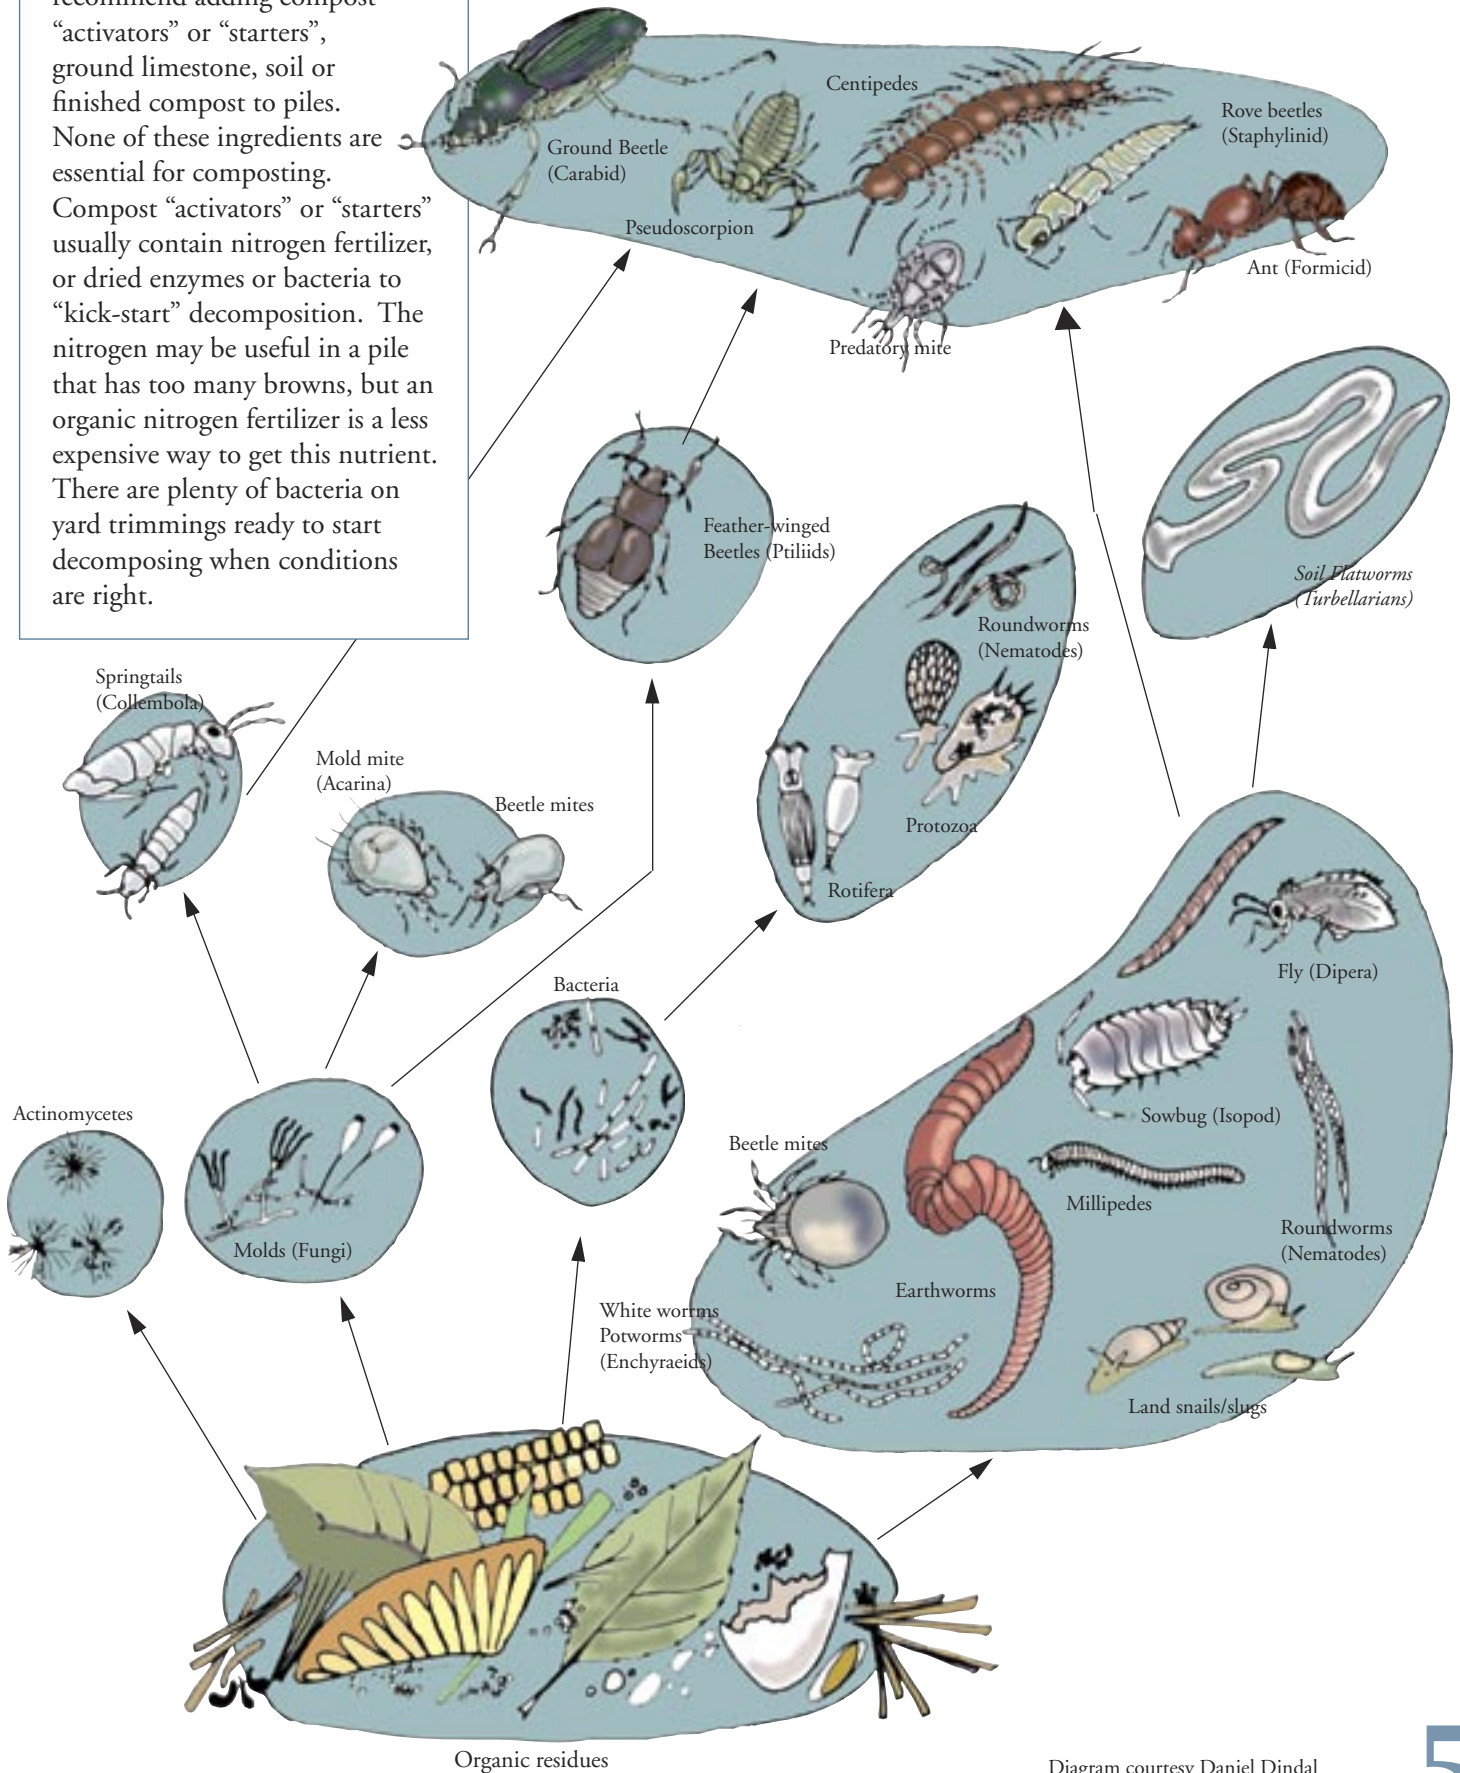 recommend adding compost
“activators” or “starters”,
ground limestone, soil or
finished compost to piles.
None of these ingredients are
essential for composting.
Compost “activators” or “starters”
usually contain nitrogen fertilizer,
or dried enzymes or bacteria to
“kick-start” decomposition.  The
nitrogen may be useful in a pile
that has too many browns, but an
organic nitrogen fertilizer is a less
expensive way to get this nutrient.
There are plenty of bacteria on
yard trimmings ready to start
decomposing when conditions
are right.
Centipedes
Rove beetles
(Staphylinid)
Ground Beetle
(Carabid)
Pseudoscorpion
Ant (Formicid)
Predatory mite
Feather-winged
Beetles (Ptiliids)
Soil Flatworms
(Turbellarians)
Roundworms
(Nematodes)
Springtails
(Collembola)
Mold mite
(Acarina)
Beetle mites
Protozoa
Rotifera
Fly (Dipera)
Bacteria
Actinomycetes
Sowbug (Isopod)
Beetle mites
Millipedes
Roundworms
(Nematodes)
Molds (Fungi)
Earthworms
White worrms
Potworms
(Enchyraeids)
Land snails/slugs
Organic residues
Diagram courtesy Daniel Dindal
5